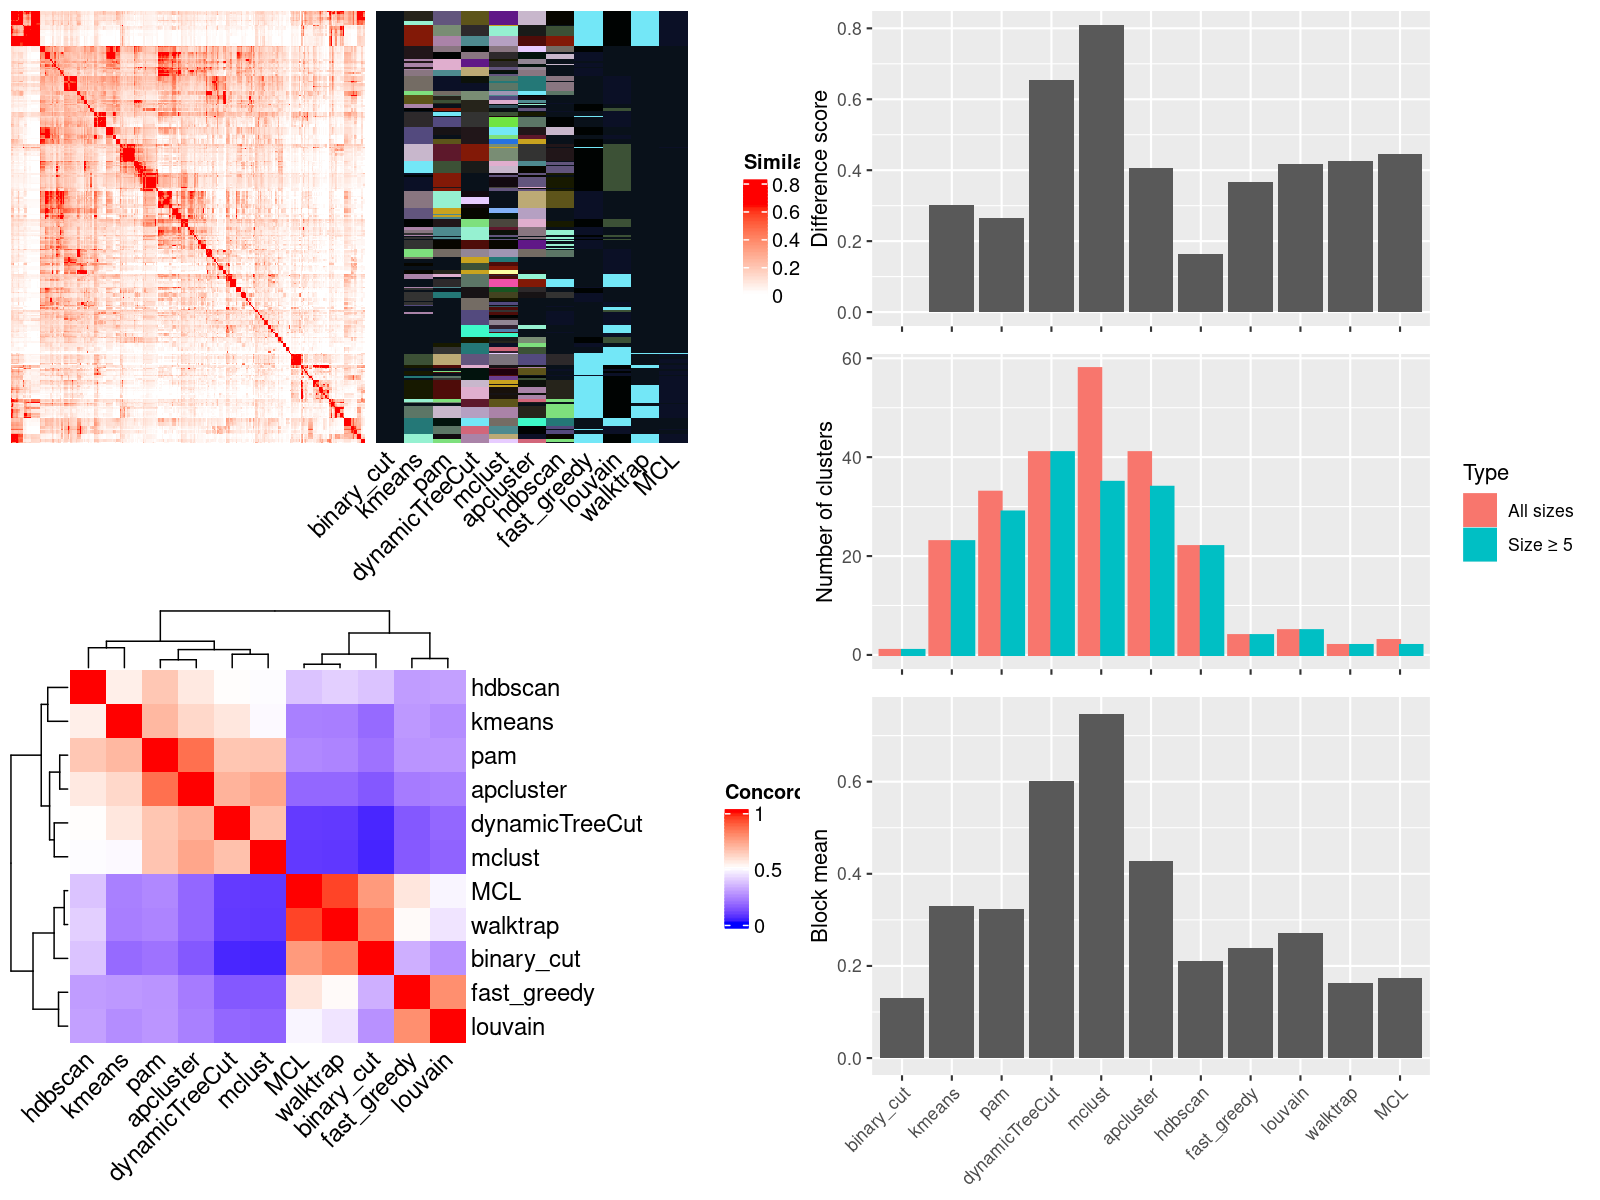 Simila
0.8
0.6
0.4
0.2
0
binary_cut
kmeans
pam
dynamicTreeCut
mclust
apcluster
hdbscan
fast_greedy
louvain
walktrap
MCL
hdbscan
kmeans
pam
apcluster
dynamicTreeCut
mclust
MCL
walktrap
binary_cut
fast_greedy
louvain
hdbscan
kmeans
pam
apcluster
dynamicTreeCut
mclust
MCL
walktrap
binary_cut
fast_greedy
louvain
Concord
1
0.5
0
Difference score
0.8
0.6
0.4
0.2
0.0
Number of clusters
60
40
20
0
Type
All sizes
Size ≥ 5
Block mean
0.6
0.4
0.2
0.0
binary_cut
kmeans
pam
dynamicTreeCut
mclust
apcluster
hdbscan
fast_greedy
louvain
walktrap
MCL